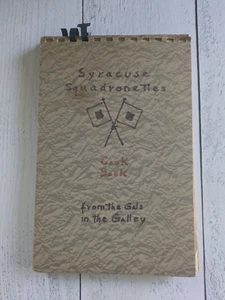 Syracuse
Squadronettes
Cook
Book
from the Gals
in the Galley